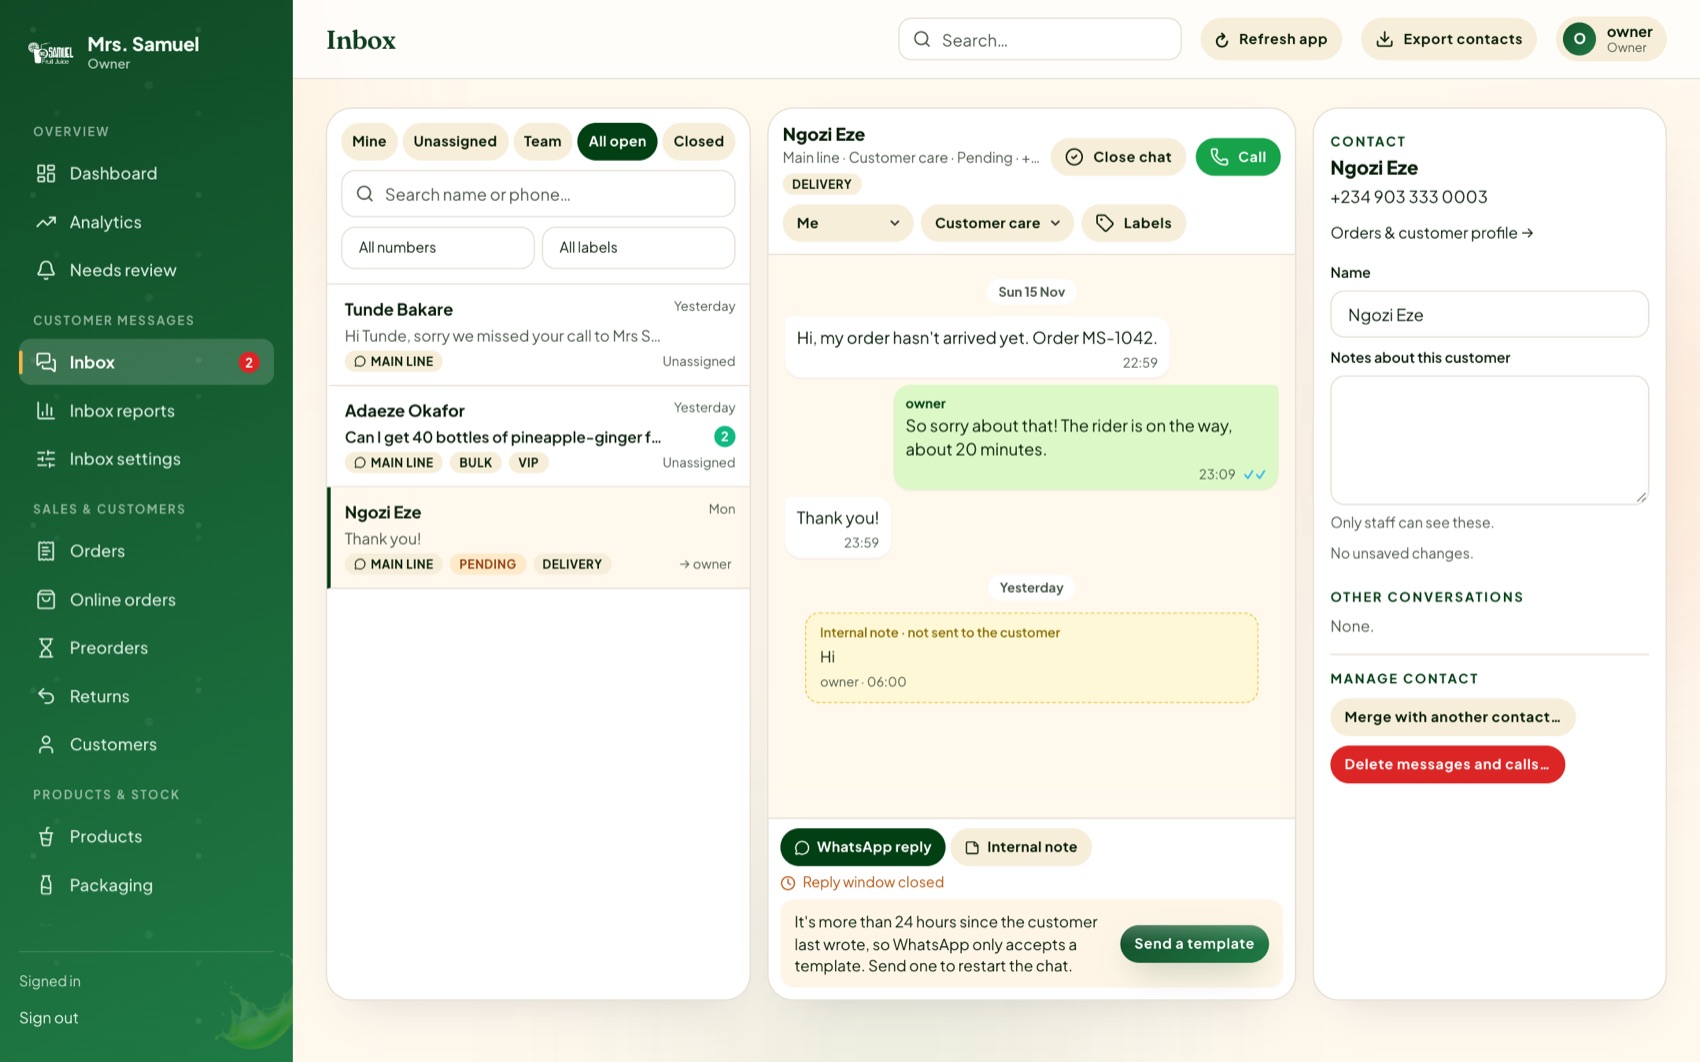 SAMUEL
Fruit Juice
Mrs. Samuel
Owner
OVERVIEW
Dashboard
Analytics
Needs review
CUSTOMER MESSAGES
Inbox
2
Inbox reports
Inbox settings
SALES & CUSTOMERS
Orders
Online orders
Preorders
Returns
Customers
PRODUCTS & STOCK
Products
Packaging
Signed in
Sign out
Inbox
Search...
Refresh app
Export contacts
O
owner
Owner
Mine
Unassigned
Team
All open
Closed
Search name or phone...
All numbers
All labels
Tunde Bakare
Yesterday
Hi Tunde, sorry we missed your call to Mrs S...
MAIN LINE
Unassigned
Adaeze Okafor
Yesterday
Can I get 40 bottles of pineapple-ginger f...
2
MAIN LINE
BULK
VIP
Unassigned
Ngozi Eze
Mon
Thank you!
MAIN LINE
PENDING
DELIVERY
→ owner
Ngozi Eze
Main line · Customer care · Pending · +...
DELIVERY
Close chat
Call
Me
Customer care
Labels
Sun 15 Nov
Hi, my order hasn't arrived yet. Order MS-1042.
22:59
owner
So sorry about that! The rider is on the way,
about 20 minutes.
23:09
Thank you!
23:59
Yesterday
Internal note · not sent to the customer
Hi
owner · 06:00
WhatsApp reply
Internal note
Reply window closed
It's more than 24 hours since the customer
last wrote, so WhatsApp only accepts a
template. Send one to restart the chat.
Send a template
CONTACT
Ngozi Eze
+234 903 333 0003
Orders & customer profile →
Name
Ngozi Eze
Notes about this customer
Only staff can see these.
No unsaved changes.
OTHER CONVERSATIONS
None.
MANAGE CONTACT
Merge with another contact...
Delete messages and calls...